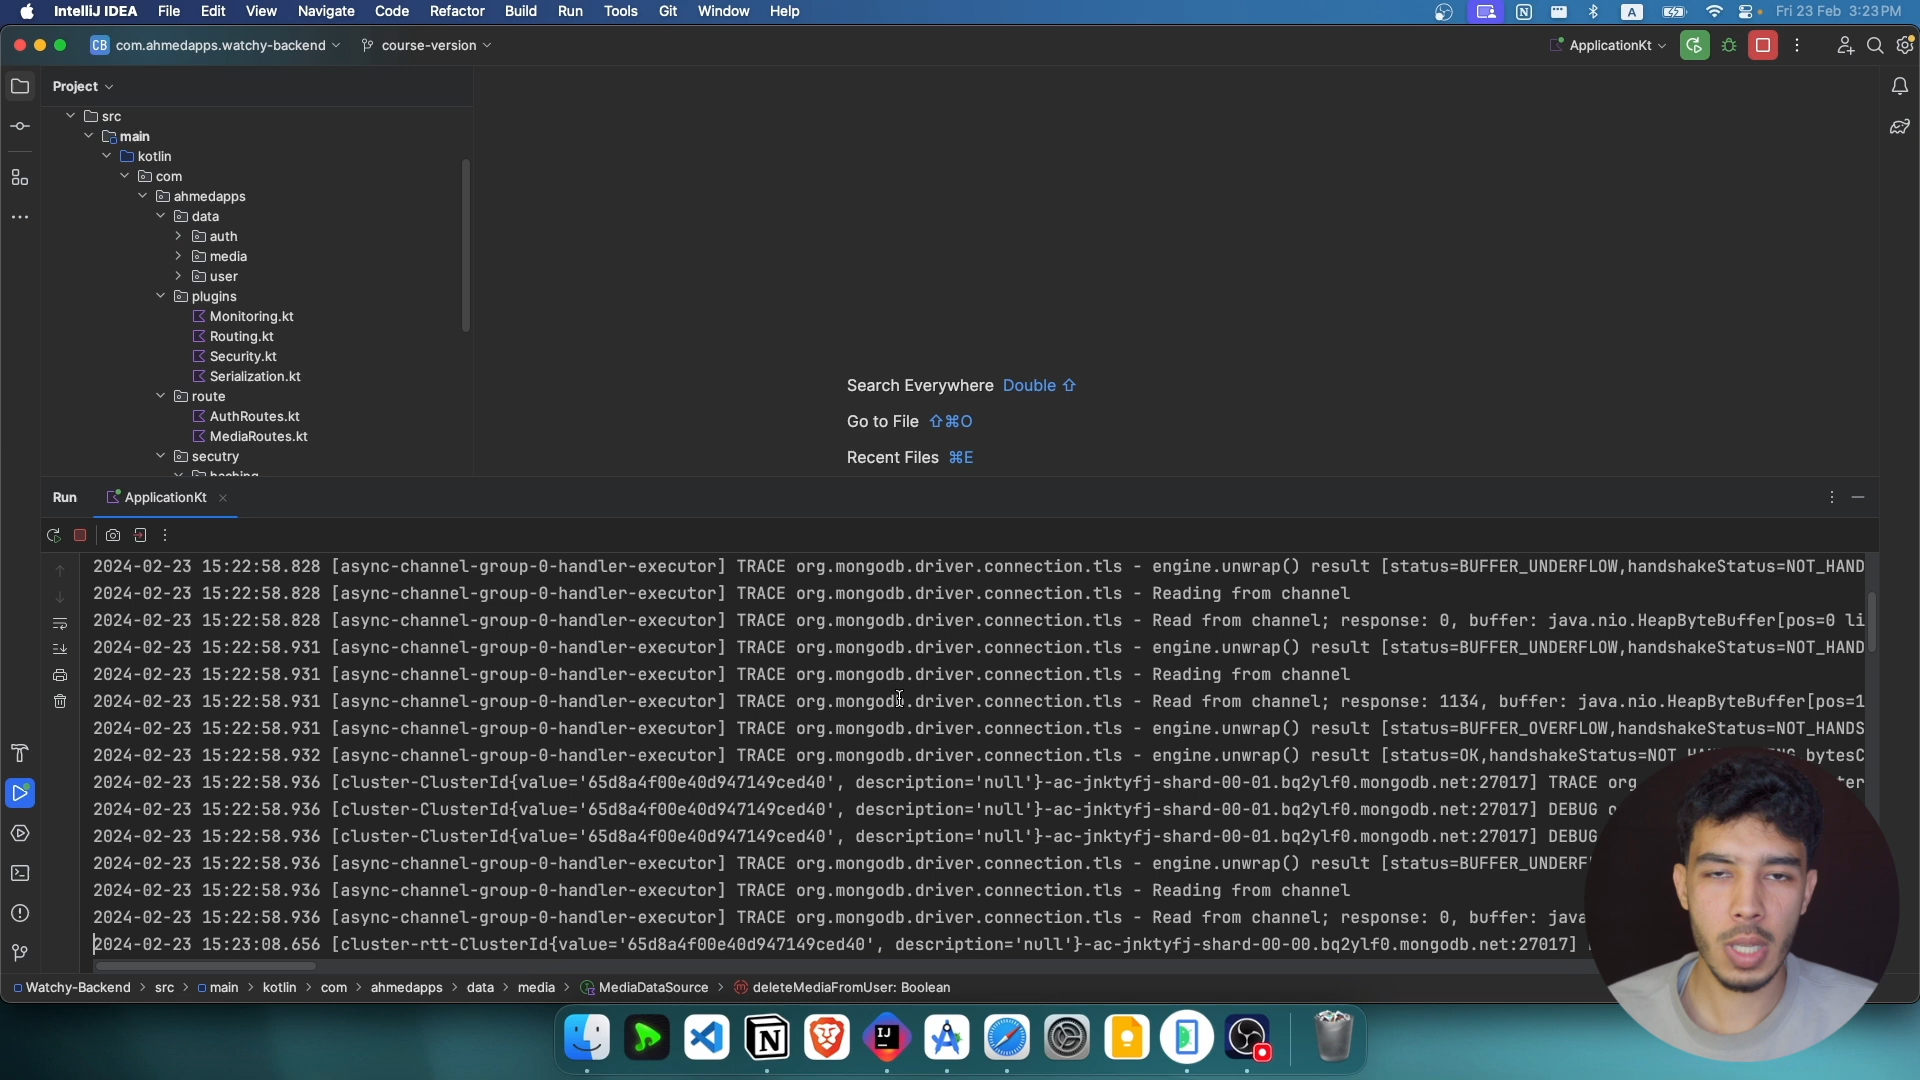 IntelliJ IDEA File Edit View Navigate Code Refactor Build Run Tools Git Window Help A Fri 23 Feb 3:23 PM
CB com.ahmedapps.watchy-backend course-version ApplicationKt
Project
src
main
kotlin
com
ahmedapps
data
auth
media
user
plugins
Monitoring.kt
Routing.kt
Security.kt
Serialization.kt
route
AuthRoutes.kt
MediaRoutes.kt
secutry
Search Everywhere Double ⇧
Go to File ⇧⌘O
Recent Files ⌘E
Run ApplicationKt
2024-02-23 15:22:58.828 [async-channel-group-0-handler-executor] TRACE org.mongodb.driver.connection.tls - engine.unwrap() result [status=BUFFER_UNDERFLOW,handshakeStatus=NOT_HAND
2024-02-23 15:22:58.828 [async-channel-group-0-handler-executor] TRACE org.mongodb.driver.connection.tls - Reading from channel
2024-02-23 15:22:58.828 [async-channel-group-0-handler-executor] TRACE org.mongodb.driver.connection.tls - Read from channel; response: 0, buffer: java.nio.HeapByteBuffer[pos=0 li
2024-02-23 15:22:58.931 [async-channel-group-0-handler-executor] TRACE org.mongodb.driver.connection.tls - engine.unwrap() result [status=BUFFER_UNDERFLOW,handshakeStatus=NOT_HAND
2024-02-23 15:22:58.931 [async-channel-group-0-handler-executor] TRACE org.mongodb.driver.connection.tls - Reading from channel
2024-02-23 15:22:58.931 [async-channel-group-0-handler-executor] TRACE org.mongodb.driver.connection.tls - Read from channel; response: 1134, buffer: java.nio.HeapByteBuffer[pos=1
2024-02-23 15:22:58.931 [async-channel-group-0-handler-executor] TRACE org.mongodb.driver.connection.tls - engine.unwrap() result [status=BUFFER_OVERFLOW,handshakeStatus=NOT_HANDS
2024-02-23 15:22:58.932 [async-channel-group-0-handler-executor] TRACE org.mongodb.driver.connection.tls - engine.unwrap() result [status=OK,handshakeStatus=NOT bytesC
2024-02-23 15:22:58.936 [cluster-ClusterId{value='65d8a4f00e40d947149ced40', description='null'}-ac-jnktyfj-shard-00-01.bq2ylf0.mongodb.net:27017] TRACE org
2024-02-23 15:22:58.936 [cluster-ClusterId{value='65d8a4f00e40d947149ced40', description='null'}-ac-jnktyfj-shard-00-01.bq2ylf0.mongodb.net:27017] DEBUG
2024-02-23 15:22:58.936 [cluster-ClusterId{value='65d8a4f00e40d947149ced40', description='null'}-ac-jnktyfj-shard-00-01.bq2ylf0.mongodb.net:27017] DEBUG
2024-02-23 15:22:58.936 [async-channel-group-0-handler-executor] TRACE org.mongodb.driver.connection.tls - engine.unwrap() result [status=BUFFER_UNDERF
2024-02-23 15:22:58.936 [async-channel-group-0-handler-executor] TRACE org.mongodb.driver.connection.tls - Reading from channel
2024-02-23 15:22:58.936 [async-channel-group-0-handler-executor] TRACE org.mongodb.driver.connection.tls - Read from channel; response: 0, buffer: java
2024-02-23 15:23:08.656 [cluster-rtt-ClusterId{value='65d8a4f00e40d947149ced40', description='null'}-ac-jnktyfj-shard-00-00.bq2ylf0.mongodb.net:27017]
Watchy-Backend > src > main > kotlin > com > ahmedapps > data > media > MediaDataSource > deleteMediaFromUser: Boolean